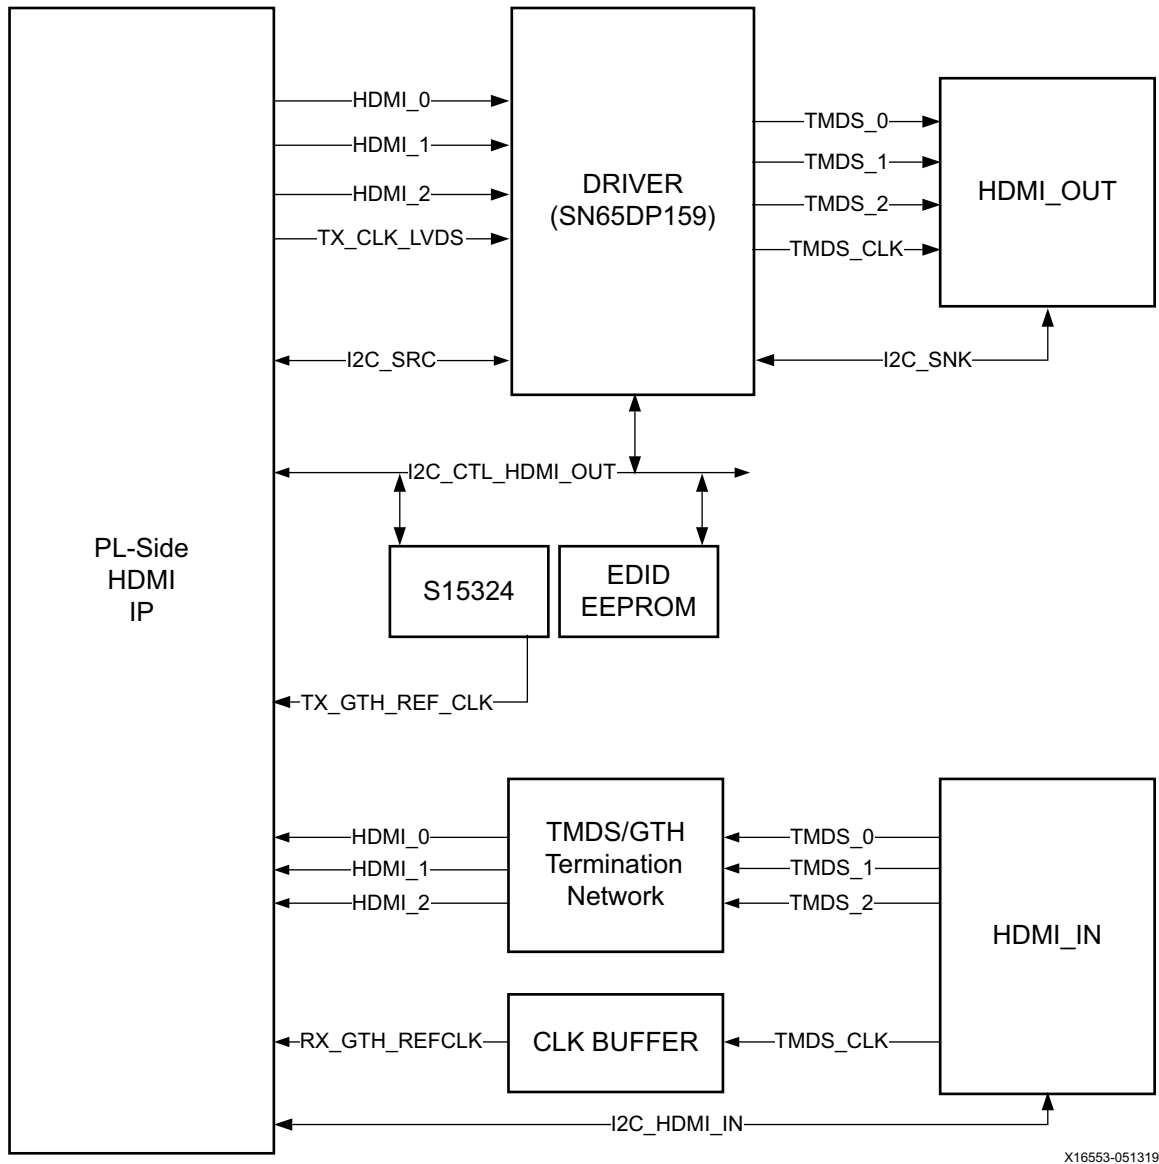 HDMI_0
HDMI_1
HDMI_2
TX_CLK_LVDS
I2C_SRC
DRIVER
(SN65DP159)
TMDS_0
TMDS_1
TMDS_2
TMDS_CLK
HDMI_OUT
I2C_SNK
I2C_CTL_HDMI_OUT
PL-Side
HDMI
IP
S15324
EDID
EEPROM
TX_GTH_REF_CLK
HDMI_0
HDMI_1
HDMI_2
TMDS/GTH
Termination
Network
TMDS_0
TMDS_1
TMDS_2
HDMI_IN
RX_GTH_REFCLK
CLK BUFFER
TMDS_CLK
I2C_HDMI_IN
X16553-051319